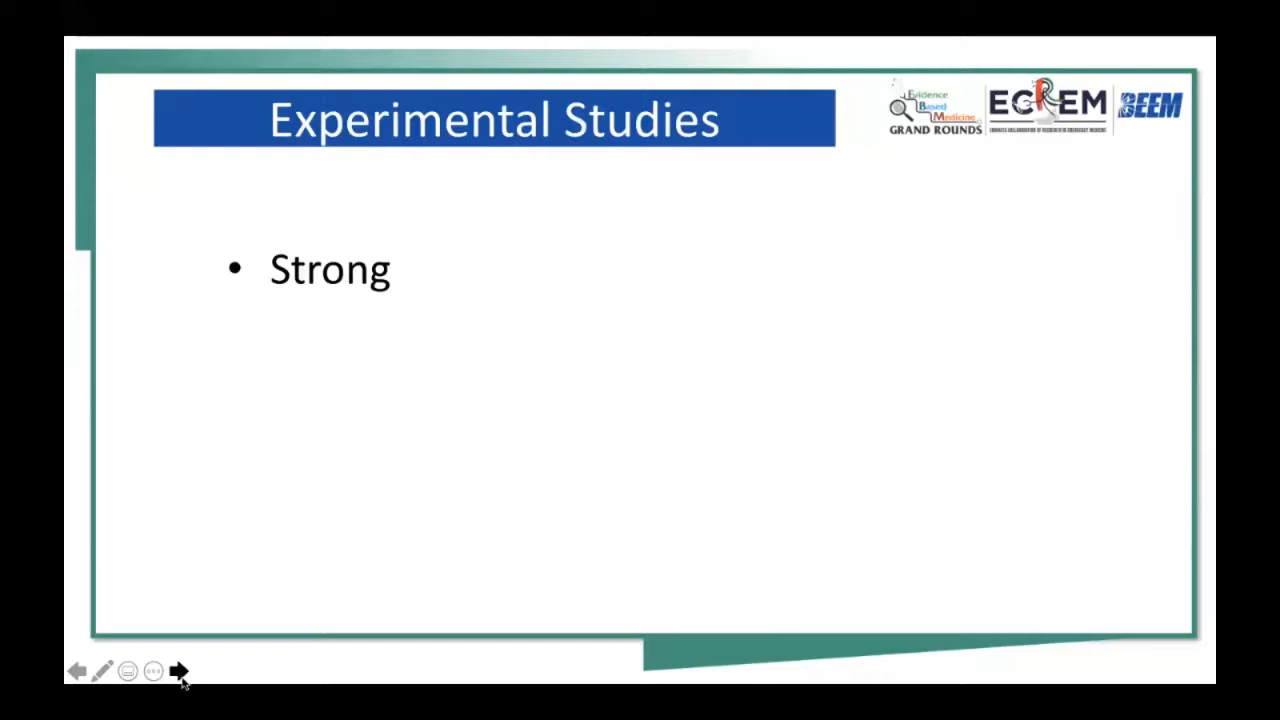 Experimental Studies
Evidence
Based
Medicine
GRAND ROUNDS
ECREM
BEEM
• Strong